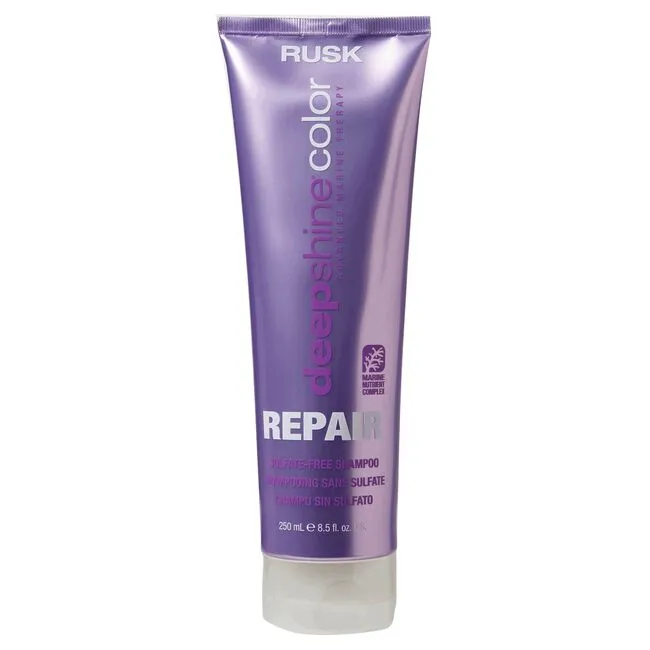 RUSK
deepshine® color
ADVANCED MARINE THERAPY
MARINE
NUTRIENT
COMPLEX
REPAIR
SULFATE-FREE SHAMPOO
SHAMPOOING SANS SULFATE
CHAMPÚ SIN SULFATO
250 mL ℮ 8.5 fl. oz.